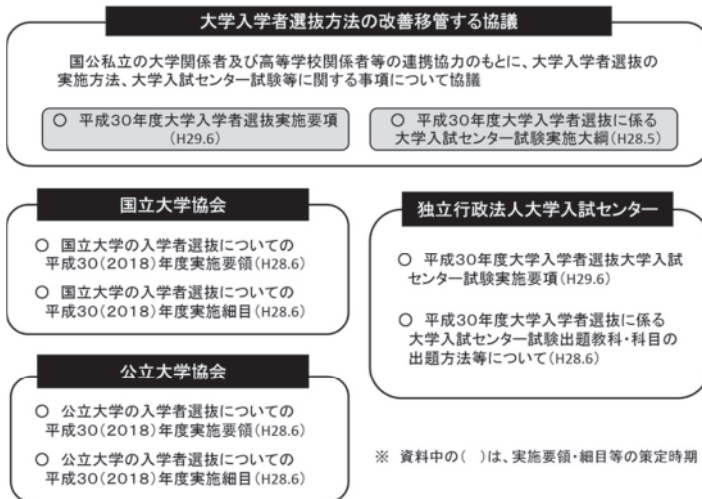 大学入学者選抜方法の改善移管する協議
国公私立の大学関係者及び高等学校関係者等の連携協力のもとに、大学入学者選抜の
実施方法、大学入試センター試験等に関する事項について協議
○ 平成30年度大学入学者選抜実施要項
(H29.6)
○ 平成30年度大学入学者選抜に係る
大学入試センター試験実施大綱(H28.5)
国立大学協会
○ 国立大学の入学者選抜についての
平成30(2018)年度実施要領(H28.6)
○ 国立大学の入学者選抜についての
平成30(2018)年度実施細目(H28.6)
公立大学協会
○ 公立大学の入学者選抜についての
平成30(2018)年度実施要領(H28.6)
○ 公立大学の入学者選抜についての
平成30(2018)年度実施細目(H28.6)
独立行政法人大学入試センター
○ 平成30年度大学入学者選抜大学入試
センター試験実施要項(H29.6)
○ 平成30年度大学入学者選抜に係る
大学入試センター試験出題教科・科目の
出題方法等について(H28.6)
※ 資料中の( )は、実施要領・細目等の策定時期